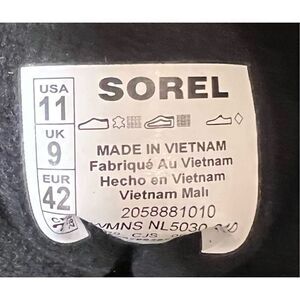 SOREL
USA
11
UK
9
EUR
42
MADE IN VIETNAM
Fabriqué Au Vietnam
Hecho en Vietnam
Vietnam Malı
2058881010
NL5030